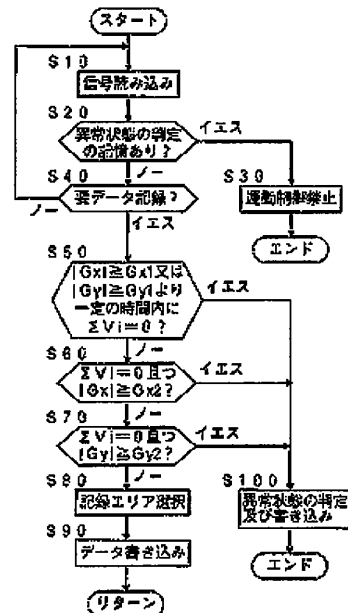 スタート
S10
信号読み込み
S20
異常状態の判定
の記憶あり?
イエス
ノー
S30
運動制御禁止
エンド
S40
要データ記録?
ノー
イエス
S50
|Gx|≧Gx1又は
|Gy|≧Gy1より
一定の時間内に
ΣVi=0?
イエス
ノー
S60
ΣVi=0且つ
|Gx|≧Gx2?
イエス
ノー
S70
ΣVi=0且つ
|Gy|≧Gy2?
イエス
ノー
S80
記録エリア選択
S90
データ書き込み
リターン
S100
異常状態の判定
及び書き込み
エンド